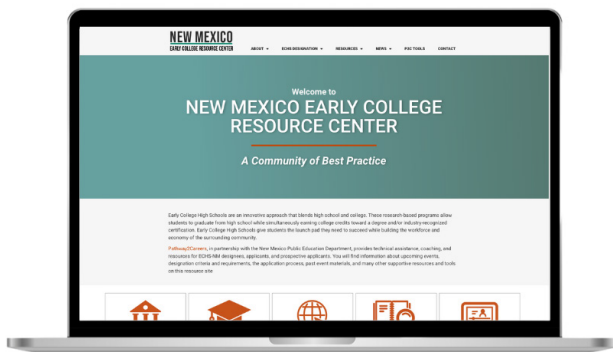 NEW MEXICO
EARLY COLLEGE RESOURCE CENTER
ABOUT ECHS DESIGNATION RESOURCES NEWS P2C TOOLS CONTACT
Welcome to
NEW MEXICO EARLY COLLEGE
RESOURCE CENTER
A Community of Best Practice
Early College High Schools are an innovative approach that blends high school and college. These research-based programs allow
students to graduate from high school while simultaneously earning college credits toward a degree and/or industry-recognized
certification. Early College High Schools give students the launch pad they need to succeed while building the workforce and
economy of the surrounding community.
Pathway2Careers, in partnership with the New Mexico Public Education Department, provides technical assistance, coaching, and
resources for ECHS-NM designees, applicants, and prospective applicants. You will find information about upcoming events,
designation criteria and requirements, the application process, past event materials, and many other supportive resources and tools
on this resource site